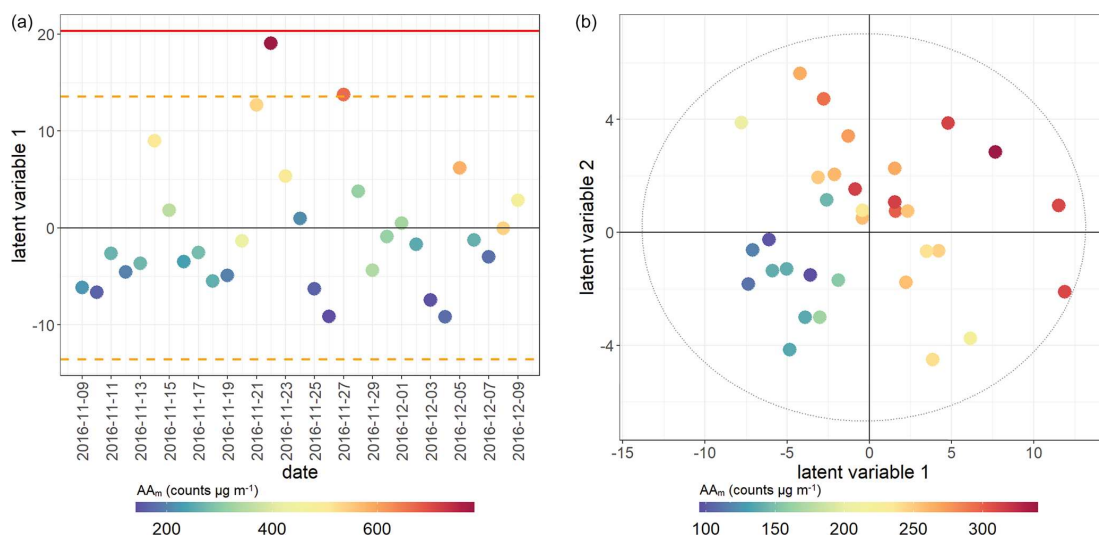 (a)
latent variable 1
20
10
0
-10
2016-11-09
2016-11-11
2016-11-13
2016-11-15
2016-11-17
2016-11-19
2016-11-21
2016-11-23
2016-11-25
2016-11-27
2016-11-29
2016-12-01
2016-12-03
2016-12-05
2016-12-07
2016-12-09
date
AAm (counts µg m-1)
200 400 600
(b)
latent variable 2
4
0
-4
-15 -10 -5 0 5 10
latent variable 1
AAm (counts µg m-1)
100 150 200 250 300